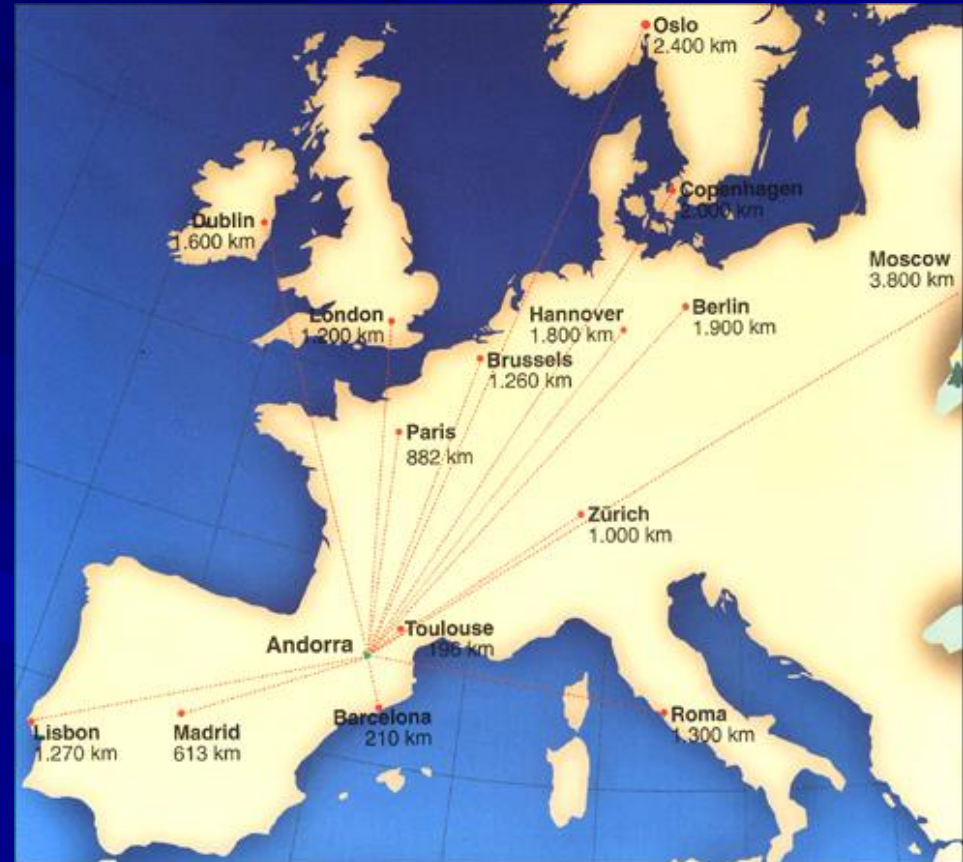 Oslo
2.400 km
Copenhagen
2.000 km
Dublin
1.600 km
Moscow
3.800 km
London
1.200 km
Hannover
1.800 km
Berlin
1.900 km
Brussels
1.260 km
Paris
882 km
Zürich
1.000 km
Toulouse
196 km
Andorra
Lisbon
1.270 km
Madrid
613 km
Barcelona
210 km
Roma
1.300 km